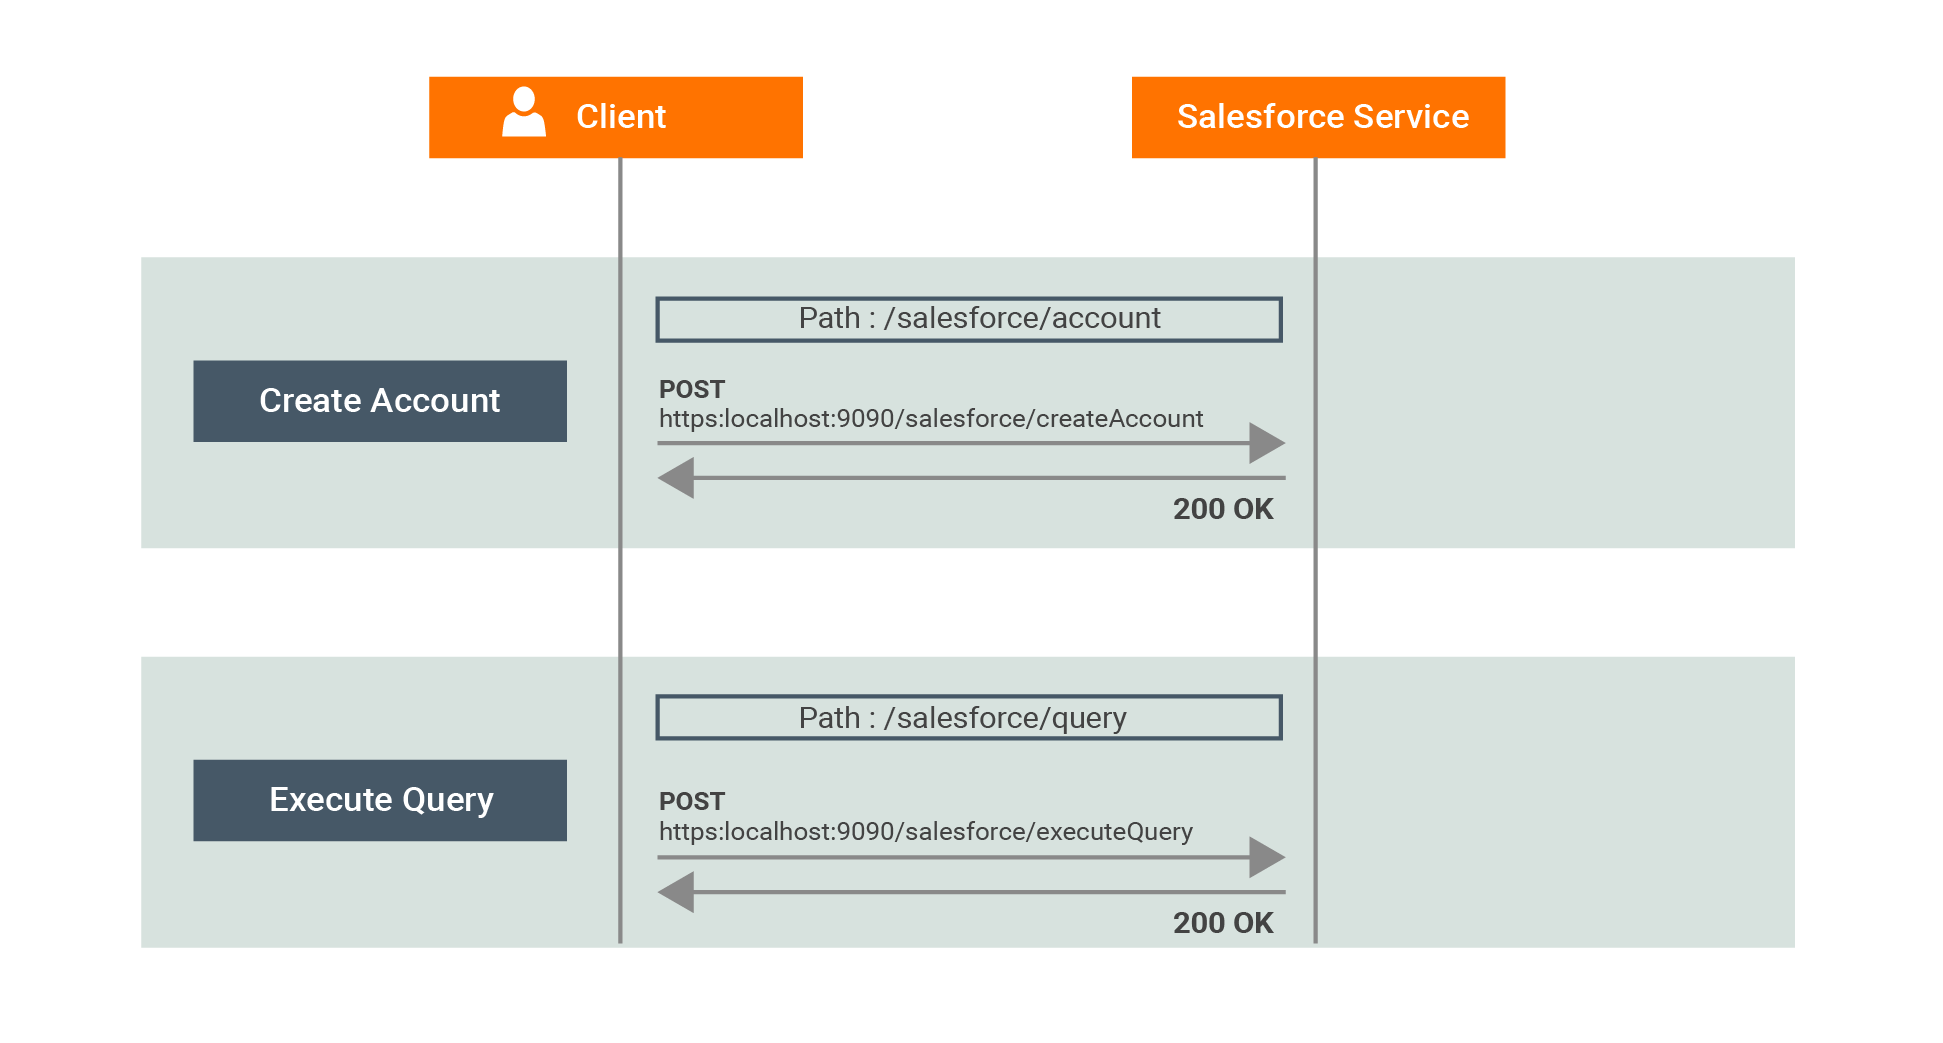 Client
Salesforce Service
Path : /salesforce/account
Create Account
POST
https:localhost:9090/salesforce/createAccount
200 OK
Path : /salesforce/query
Execute Query
POST
https:localhost:9090/salesforce/executeQuery
200 OK